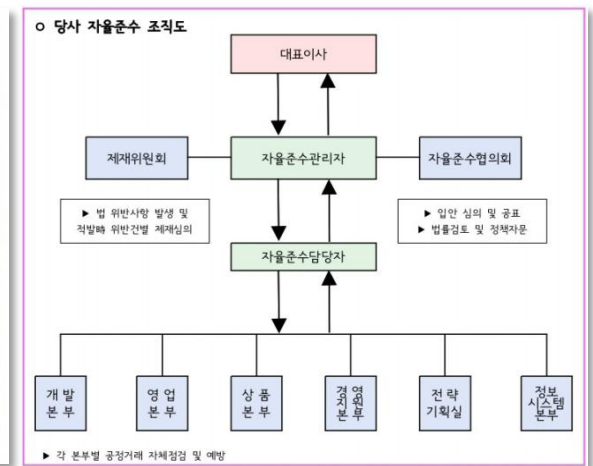 o 당사 자율준수 조직도
대표이사
제재위원회
자율준수관리자
자율준수협의회
▶ 법 위반사항 발생 및
적발時 위반건별 제재심의
▶ 입안 심의 및 공표
▶ 법률검토 및 정책자문
자율준수담당자
개 발
본 부
영 업
본 부
상 품
본 부
경 영
지 원
본 부
전 략
기획실
정보
시스템
본부
▶ 각 본부별 공정거래 자체점검 및 예방